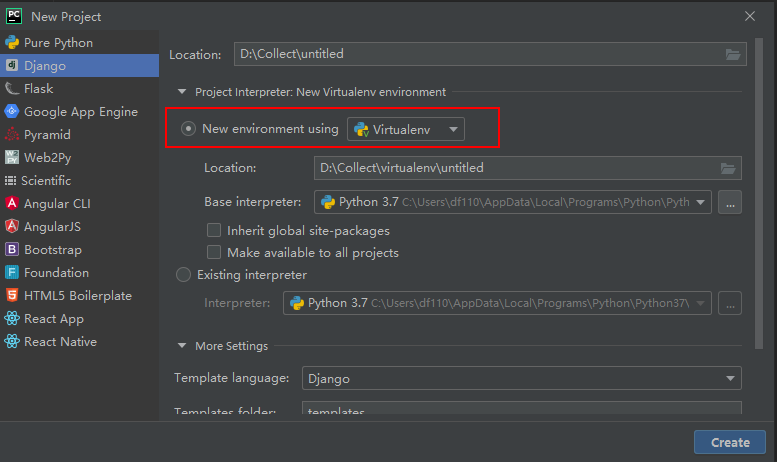 PC New Project
Pure Python
dj Django
Flask
Google App Engine
Pyramid
Web2Py
Scientific
Angular CLI
AngularJS
Bootstrap
Foundation
HTML5 Boilerplate
React App
React Native
Location: D:\Collect\untitled
Project Interpreter: New Virtualenv environment
New environment using Virtualenv
Location: D:\Collect\virtualenv\untitled
Base interpreter: Python 3.7 C:\Users\df110\AppData\Local\Programs\Python\Pyth ...
Inherit global site-packages
Make available to all projects
Existing interpreter
Interpreter: Python 3.7 C:\Users\df110\AppData\Local\Programs\Python\Python37\ ...
More Settings
Template language: Django
Templates folder: templates
Create